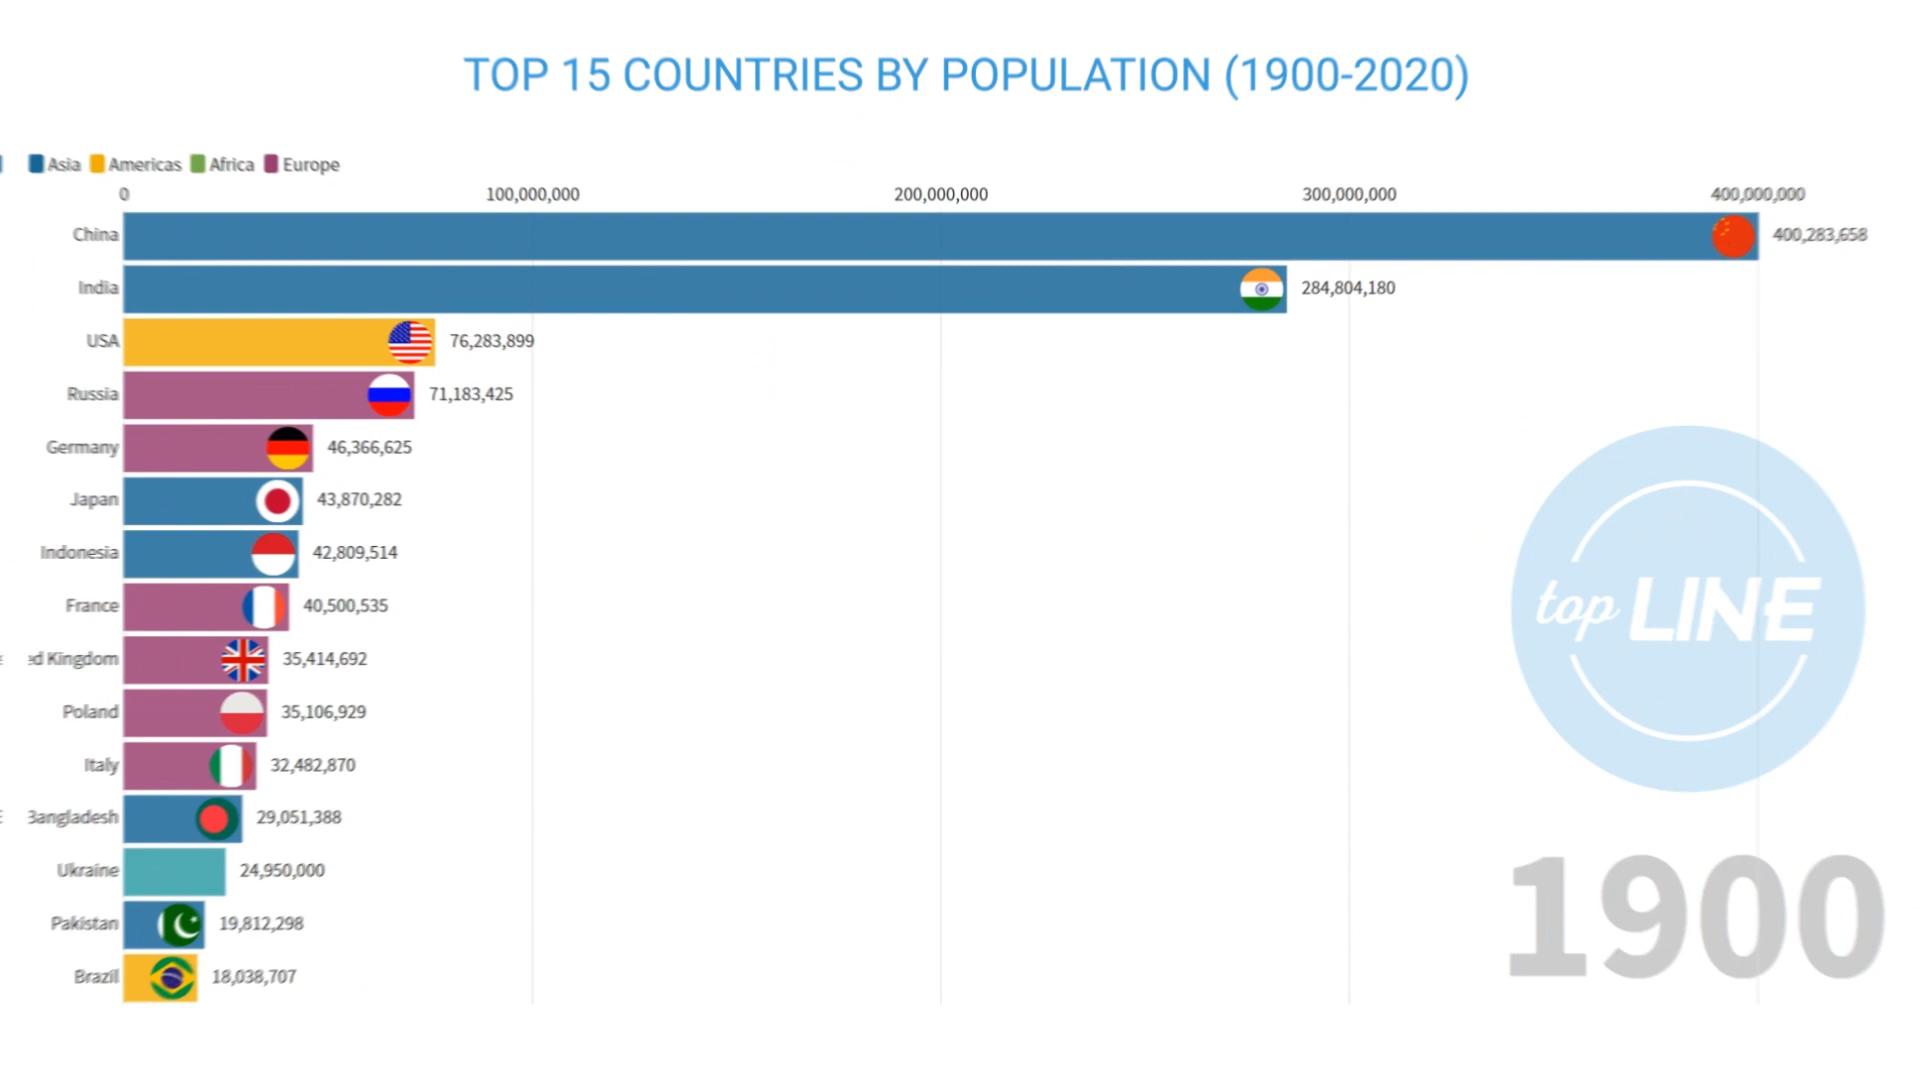 TOP 15 COUNTRIES BY POPULATION (1900-2020)
Asia Americas Africa Europe
0 100,000,000 200,000,000 300,000,000 400,000,000
China 400,283,658
India 284,804,180
USA 76,283,899
Russia 71,183,425
Germany 46,366,625
Japan 43,870,282
Indonesia 42,809,514
France 40,500,535
ed Kingdom 35,414,692
Poland 35,106,929
Italy 32,482,870
Bangladesh 29,051,388
Ukraine 24,950,000
Pakistan 19,812,298
Brazil 18,038,707
top LINE
1900